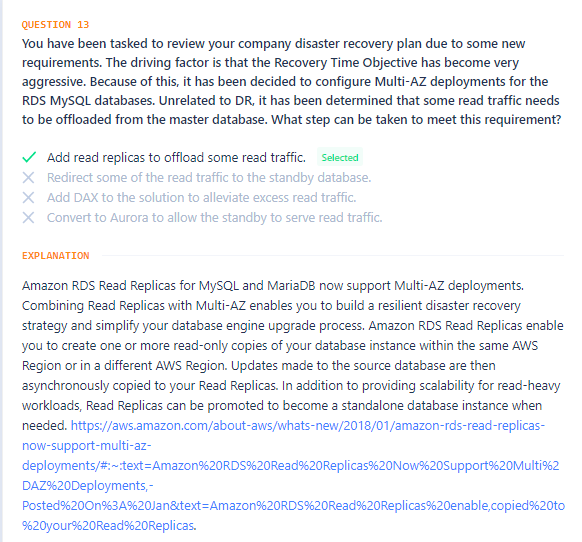 QUESTION 13
You have been tasked to review your company disaster recovery plan due to some new
requirements. The driving factor is that the Recovery Time Objective has become very
aggressive. Because of this, it has been decided to configure Multi-AZ deployments for the
RDS MySQL databases. Unrelated to DR, it has been determined that some read traffic needs
to be offloaded from the master database. What step can be taken to meet this requirement?
Add read replicas to offload some read traffic. Selected
Redirect some of the read traffic to the standby database.
Add DAX to the solution to alleviate excess read traffic.
Convert to Aurora to allow the standby to serve read traffic.
EXPLANATION
Amazon RDS Read Replicas for MySQL and MariaDB now support Multi-AZ deployments.
Combining Read Replicas with Multi-AZ enables you to build a resilient disaster recovery
strategy and simplify your database engine upgrade process. Amazon RDS Read Replicas enable
you to create one or more read-only copies of your database instance within the same AWS
Region or in a different AWS Region. Updates made to the source database are then
asynchronously copied to your Read Replicas. In addition to providing scalability for read-heavy
workloads, Read Replicas can be promoted to become a standalone database instance when
needed. https://aws.amazon.com/about-aws/whats-new/2018/01/amazon-rds-read-replicas-
now-support-multi-az-
deployments/#:~:text=Amazon%20RDS%20Read%20Replicas%20Now%20Support%20Multi%2
DAZ%20Deployments,-
Posted%20On%3A%20Jan&text=Amazon%20RDS%20Read%20Replicas%20enable,copied%20to
%20your%20Read%20Replicas.